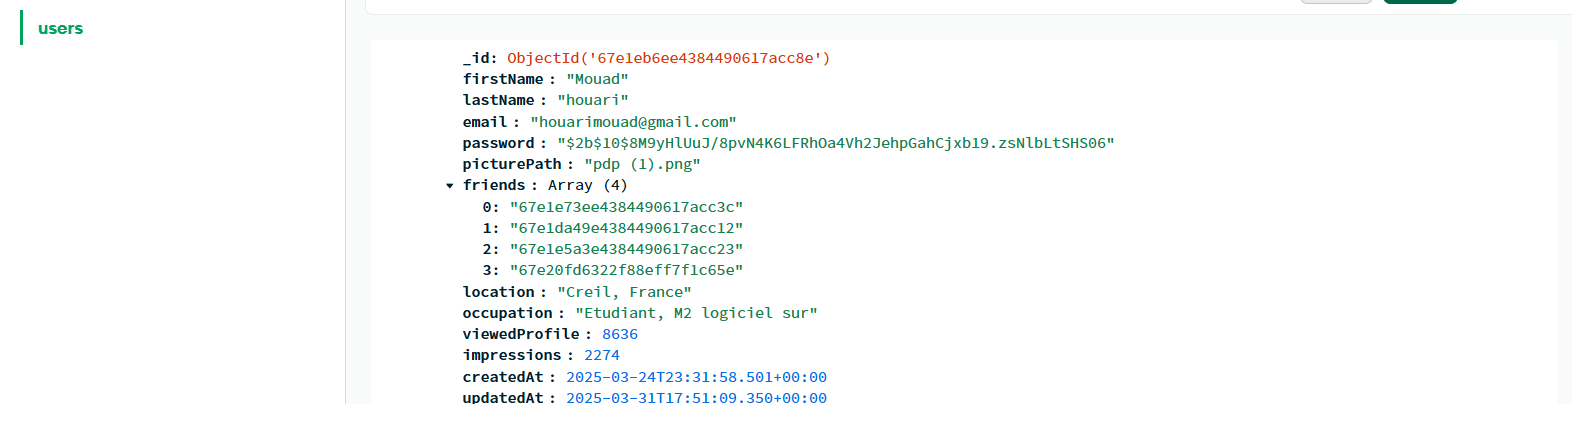 users
_id: ObjectId('67e1eb6ee4384490617acc8e')
firstName : "Mouad"
lastName : "houari"
email : "houarimouad@gmail.com"
password : "$2b$10$8M9yHlUuJ/8pvN4K6LFRhOa4Vh2JehpGahCjxb19.zsNlbLtSHS06"
picturePath : "pdp (1).png"
friends : Array (4)
0: "67e1e73ee4384490617acc3c"
1: "67e1da49e4384490617acc12"
2: "67e1e5a3e4384490617acc23"
3: "67e20fd6322f88eff7f1c65e"
location : "Creil, France"
occupation : "Etudiant, M2 logiciel sur"
viewedProfile : 8636
impressions : 2274
createdAt : 2025-03-24T23:31:58.501+00:00
updatedAt : 2025-03-31T17:51:09.350+00:00